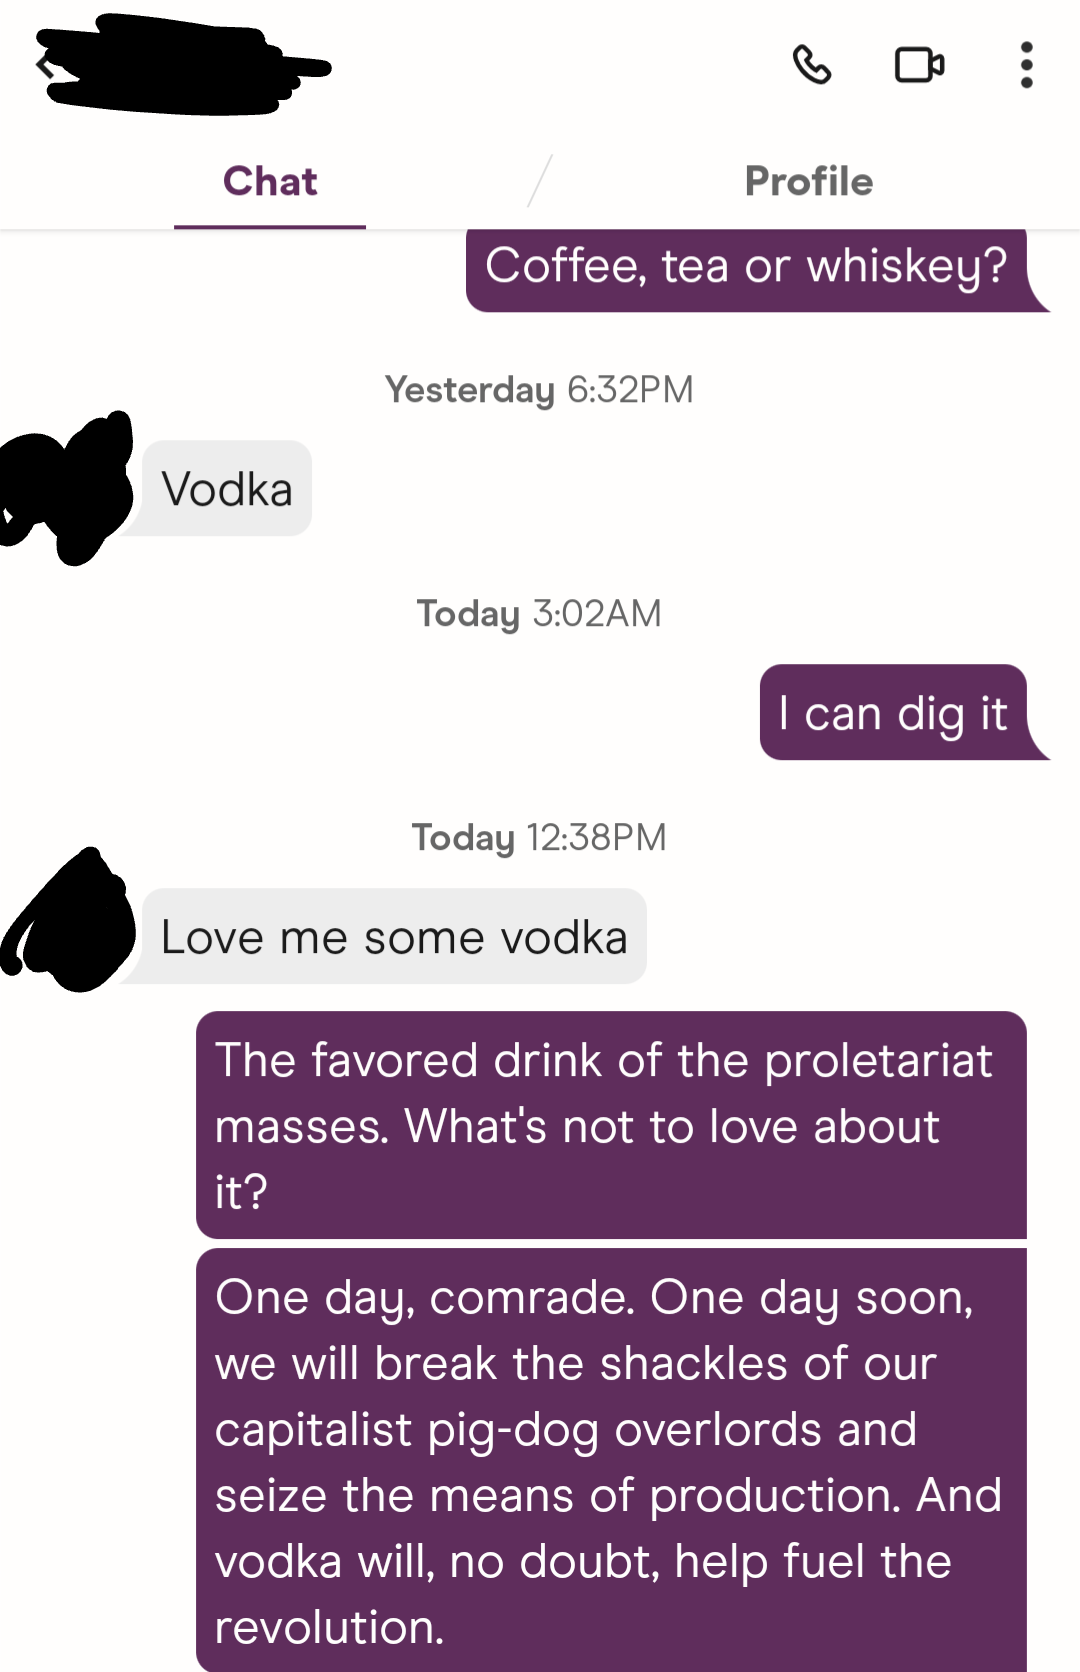 Chat
Profile
Coffee, tea or whiskey?
Yesterday 6:32PM
Vodka
Today 3:02AM
I can dig it
Today 12:38PM
Love me some vodka
The favored drink of the proletariat
masses. What's not to love about
it?
One day, comrade. One day soon,
we will break the shackles of our
capitalist pig-dog overlords and
seize the means of production. And
vodka will, no doubt, help fuel the
revolution.